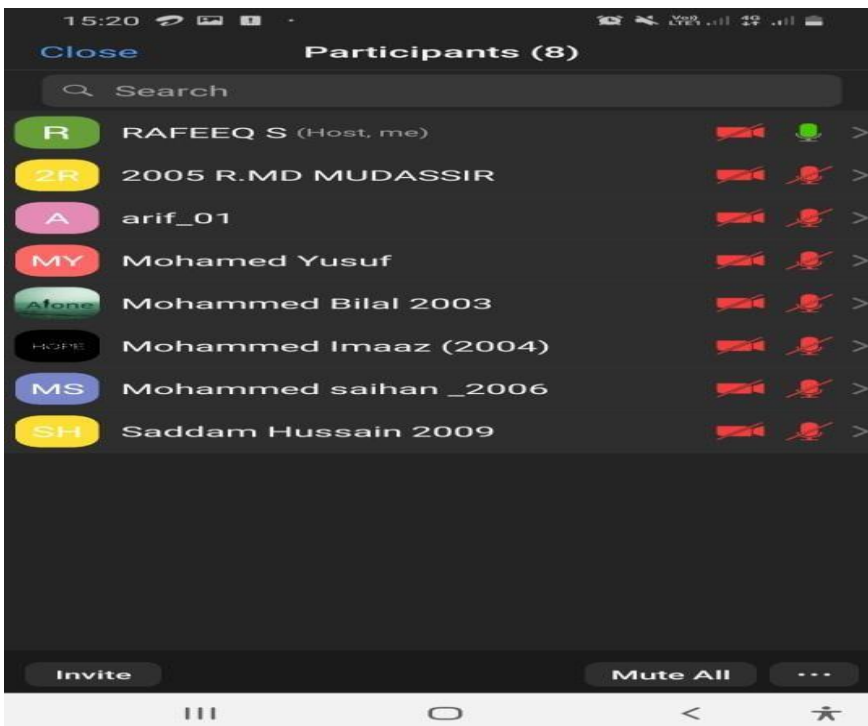 15:20
Close Participants (8)
Search
R RAFEEQ S (Host, me)
2R 2005 R.MD MUDASSIR
A arif_01
MY Mohamed Yusuf
Alone Mohammed Bilal 2003
HOPE Mohammed Imaaz (2004)
MS Mohammed saihan _2006
SH Saddam Hussain 2009
Invite Mute All ...